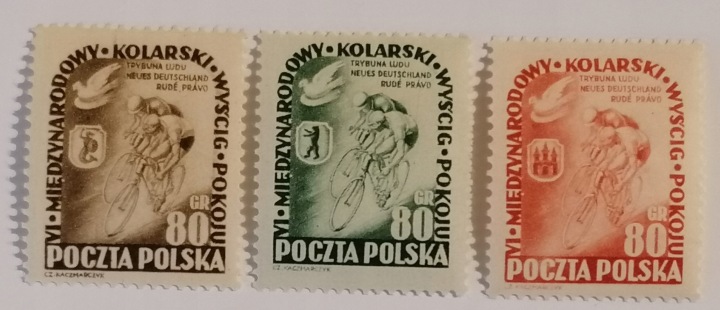 VI • MIĘDZYNARODOWY • KOLARSKI • WYŚCIG • POKOJU
TRYBUNA LUDU
NEUES DEUTSCHLAND
RUDÉ PRÁVO
80 GR
POCZTA POLSKA
CZ. KACZMARCZYK
VI • MIĘDZYNARODOWY • KOLARSKI • WYŚCIG • POKOJU
TRYBUNA LUDU
NEUES DEUTSCHLAND
RUDÉ PRÁVO
80 GR
POCZTA POLSKA
CZ. KACZMARCZYK
VI • MIĘDZYNARODOWY • KOLARSKI • WYŚCIG • POKOJU
TRYBUNA LUDU
NEUES DEUTSCHLAND
RUDÉ PRÁVO
80 GR
POCZTA POLSKA
CZ. KACZMARCZYK